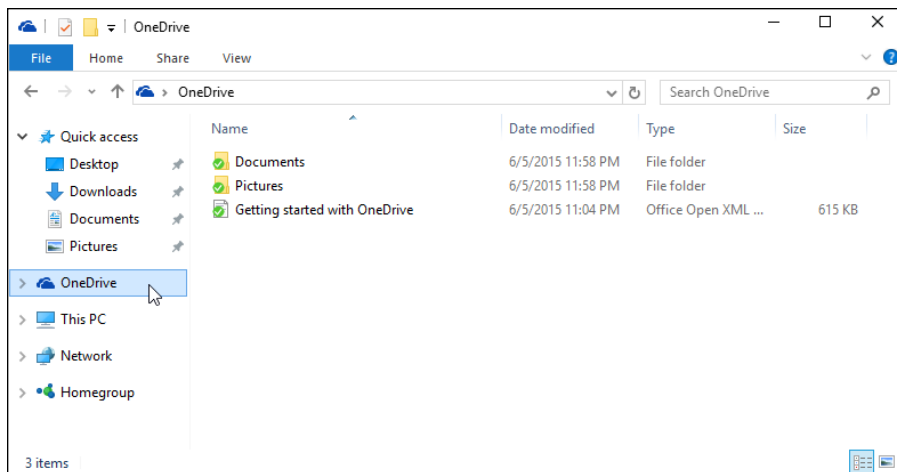 OneDrive
File Home Share View
OneDrive Search OneDrive
Name Date modified Type Size
Quick access
Desktop
Downloads
Documents
Pictures
OneDrive
This PC
Network
Homegroup
Documents 6/5/2015 11:58 PM File folder
Pictures 6/5/2015 11:58 PM File folder
Getting started with OneDrive 6/5/2015 11:04 PM Office Open XML ... 615 KB
3 items